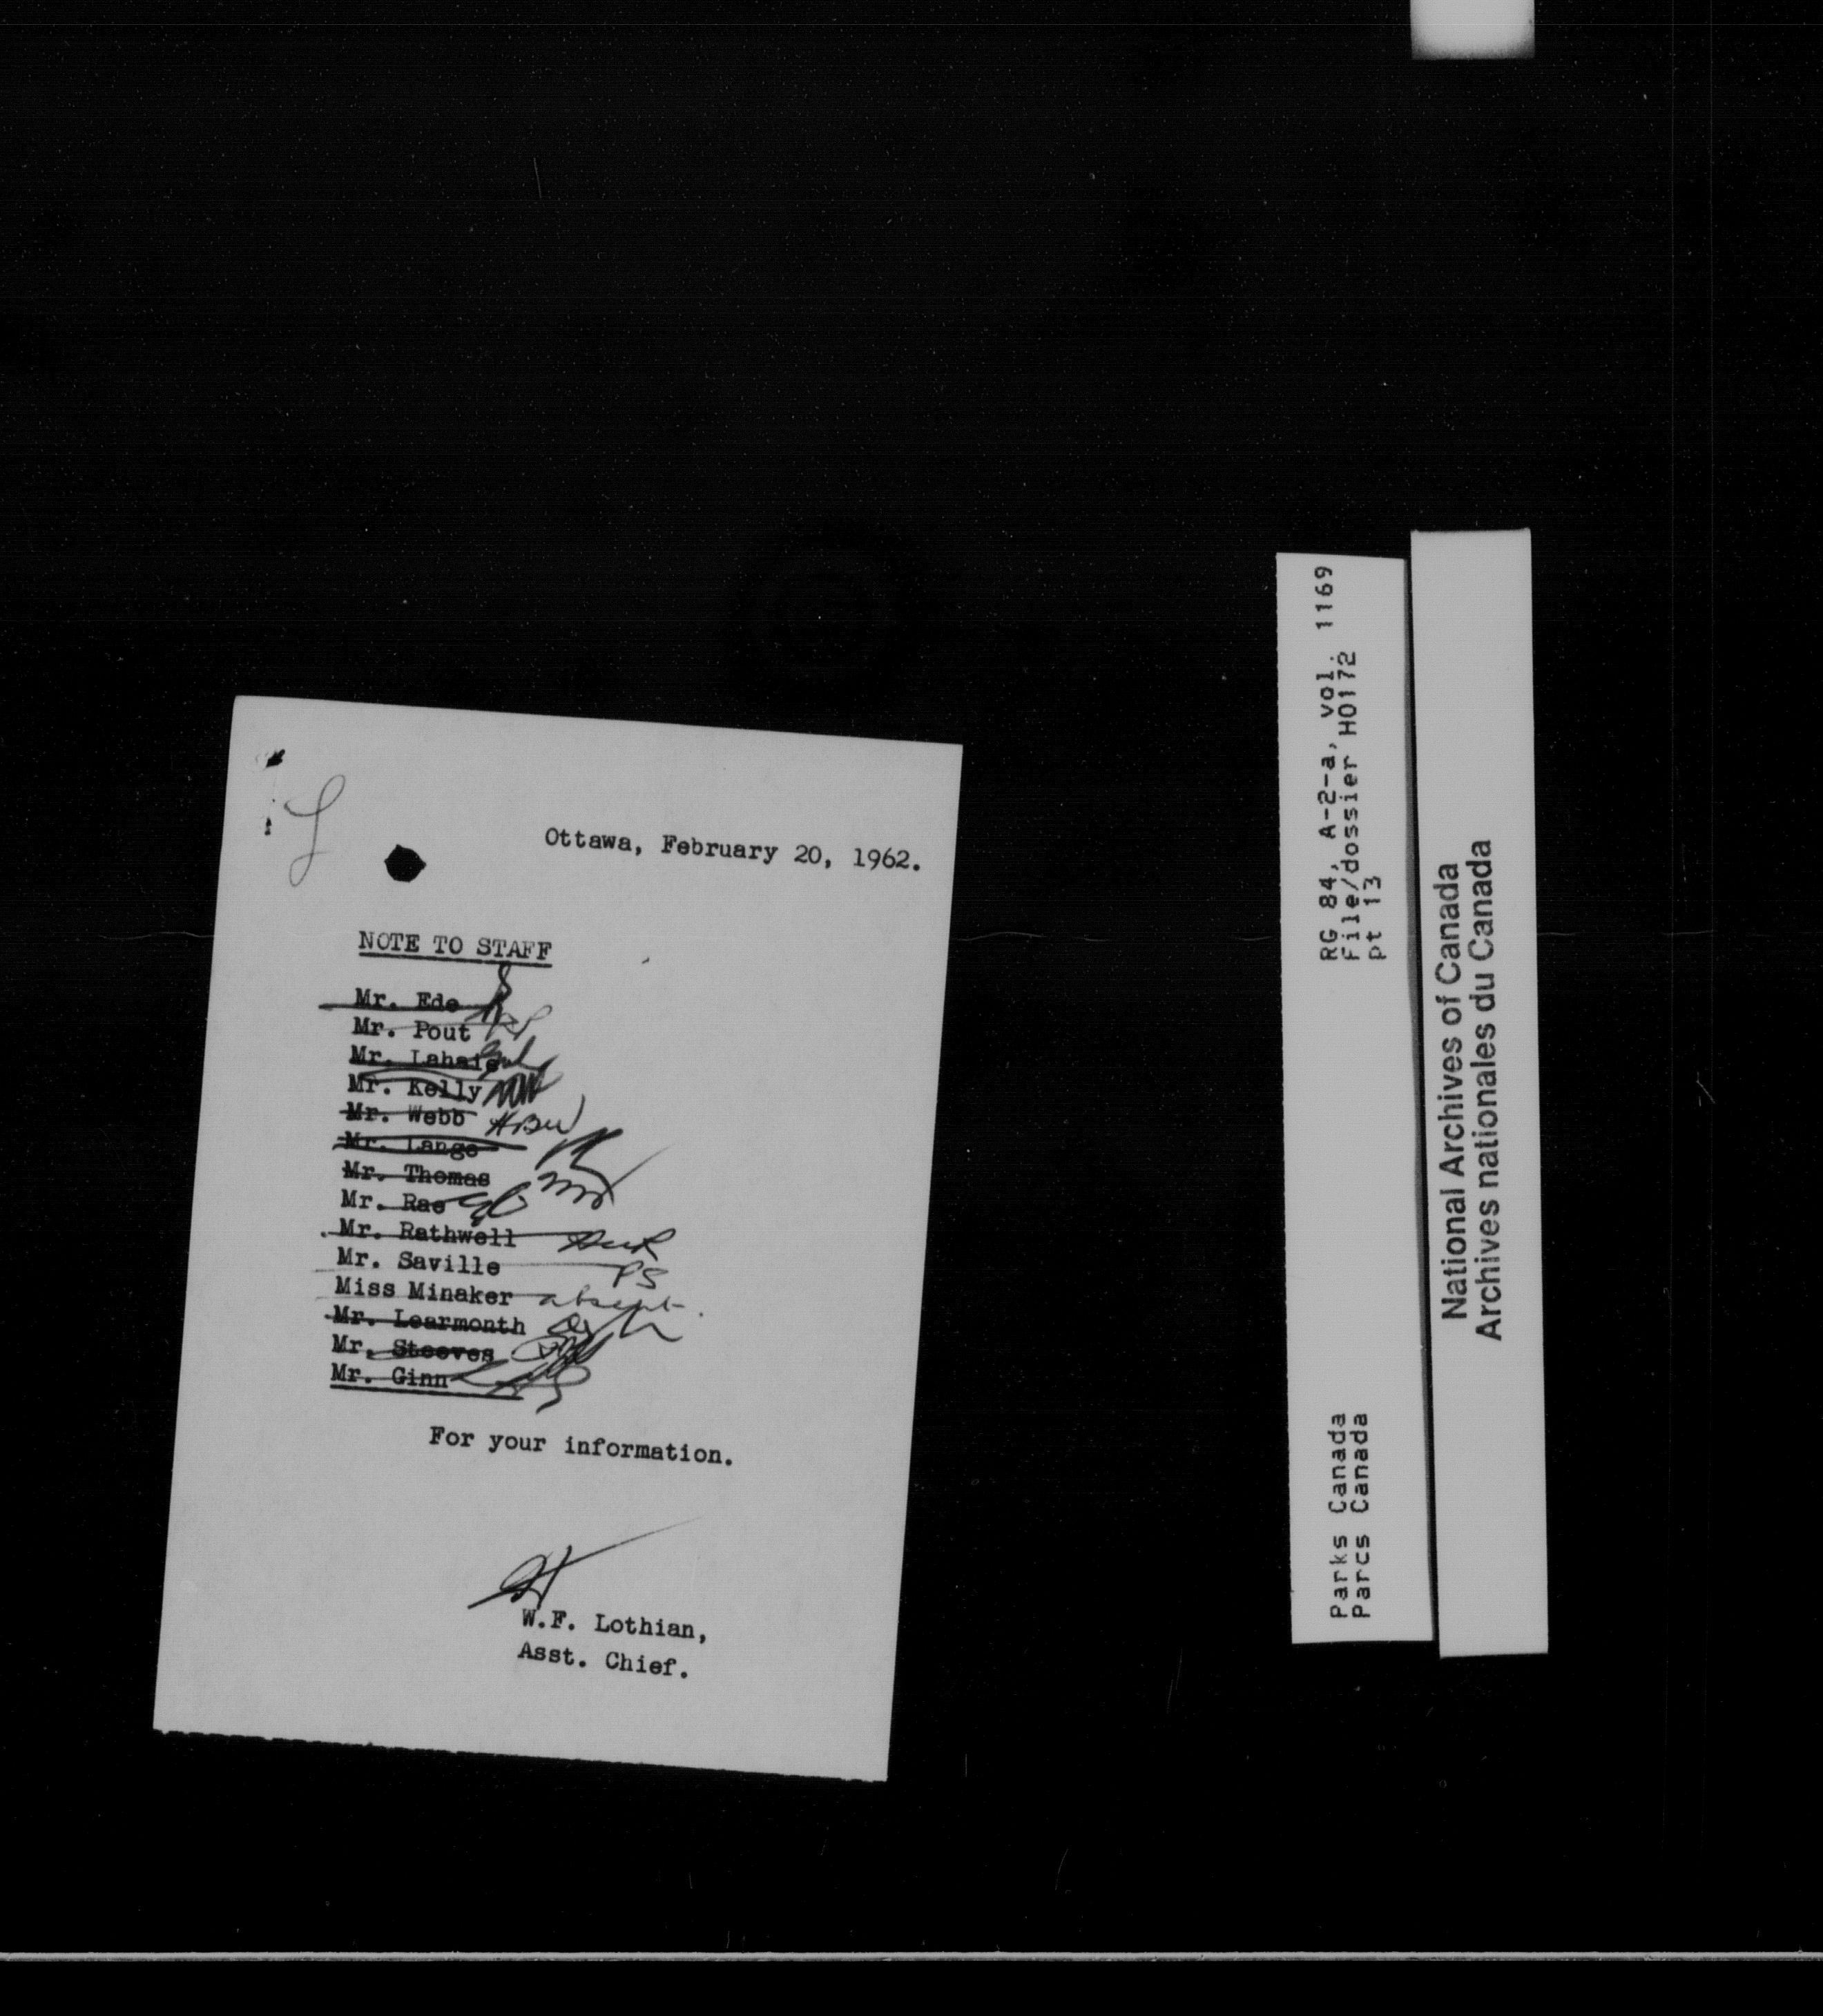 Ottawa, February 20, 1962.
NOTE TO STAFF
Mr. Ede
Mr. Pout
Mr. Lahaie
Mr. Kelly
Mr. Webb HBW
Mr. Lange
Mr. Thomas
Mr. Rae
Mr. Rathwell
Mr. Saville PS
Miss Minaker absent.
Mr. Learmonth
Mr. Steeves
Mr. Ginn
For your information.
W.F. Lothian,
Asst. Chief.
RG 84, A-2-a, vol. 1169
File/dossier H0172
pt 13
Parks Canada
Parcs Canada
National Archives of Canada
Archives nationales du Canada